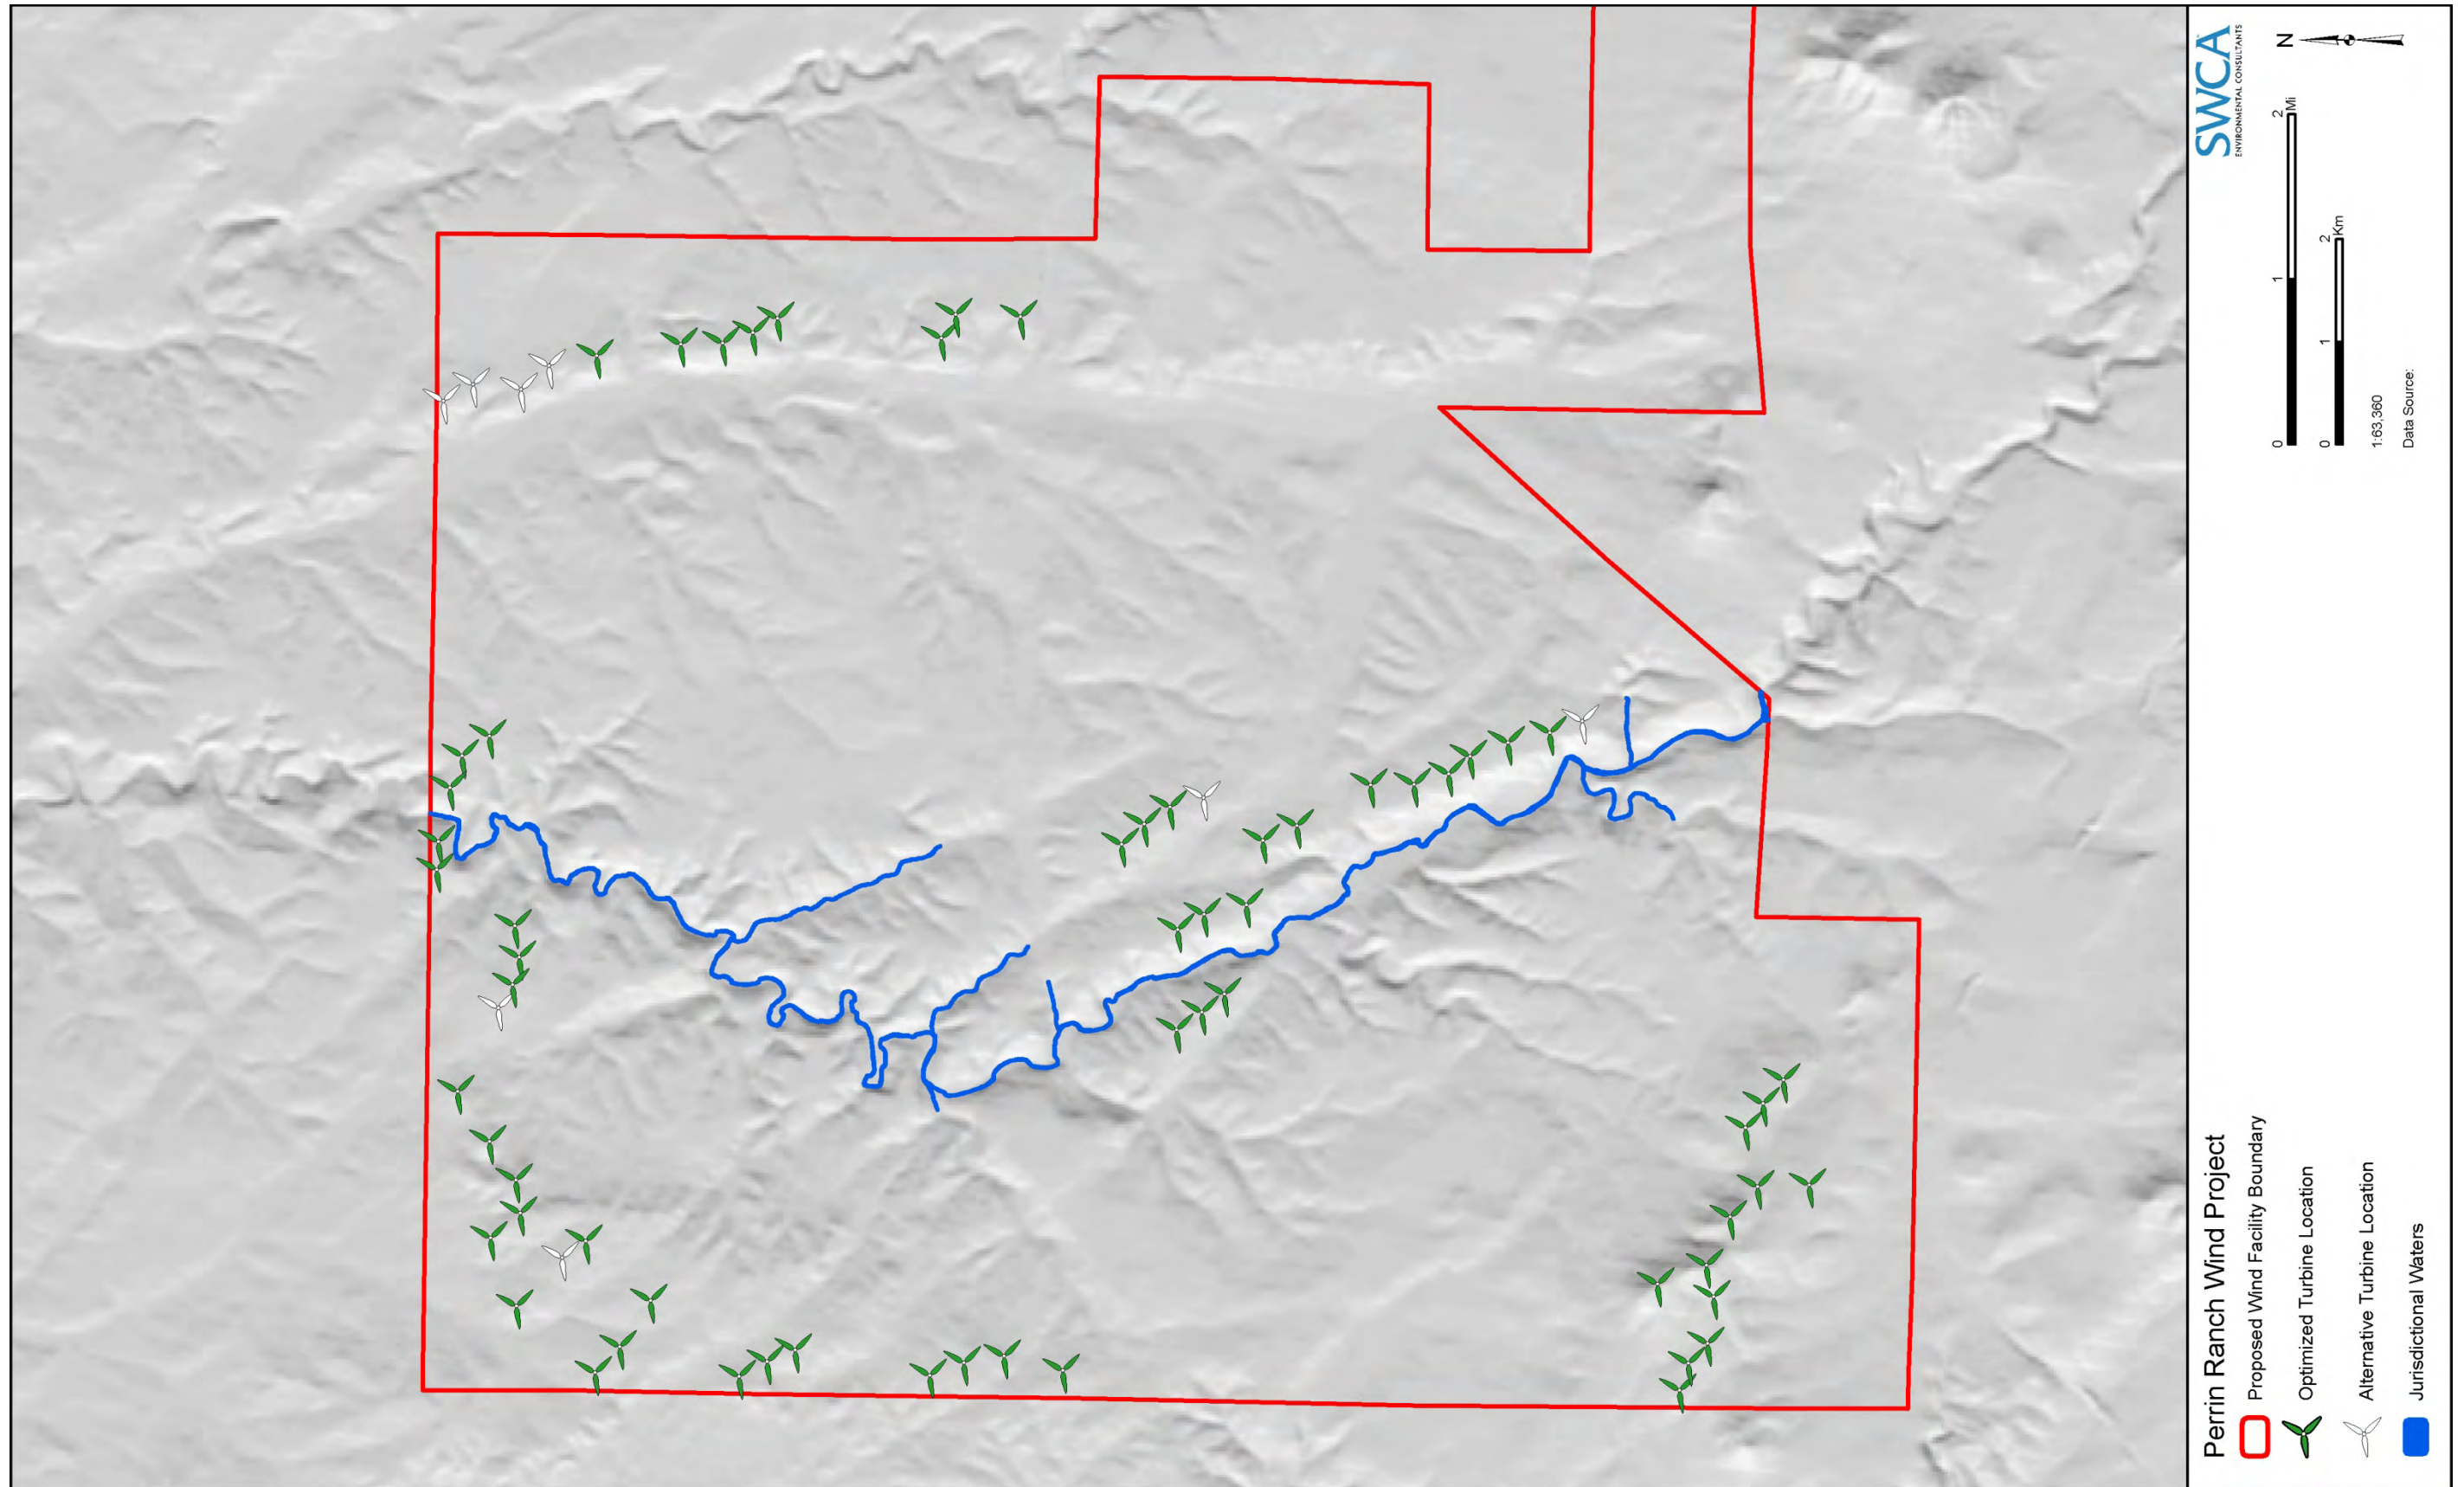 Perrin Ranch Wind Project
Proposed Wind Facility Boundary
Optimized Turbine Location
Alternative Turbine Location
Jurisdictional Waters
0 1 2
Mi
0 1 2
Km
1:63,360
Data Source:
SWCA
ENVIRONMENTAL CONSULTANTS
N